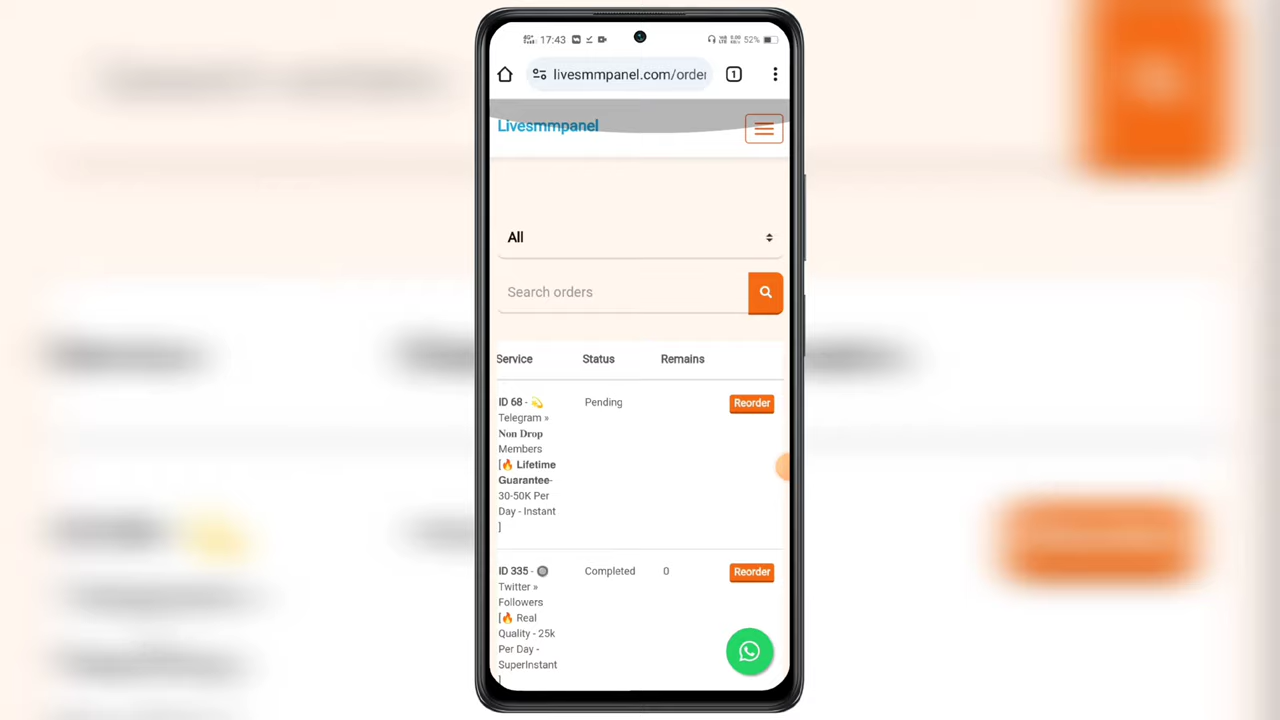 17:43 52%
livesmmpanel.com/order
1
Livesmmpanel
All
Search orders
Service Status Remains
ID 68 - 💫 Pending Reorder
Telegram »
𝐍𝐨𝐧 𝐃𝐫𝐨𝐩
Members
[🔥 Lifetime
Guarantee-
30-50K Per
Day - Instant
]
ID 335 - 🔘 Completed 0 Reorder
Twitter »
Followers
[🔥 Real
Quality - 25k
Per Day -
SuperInstant
]